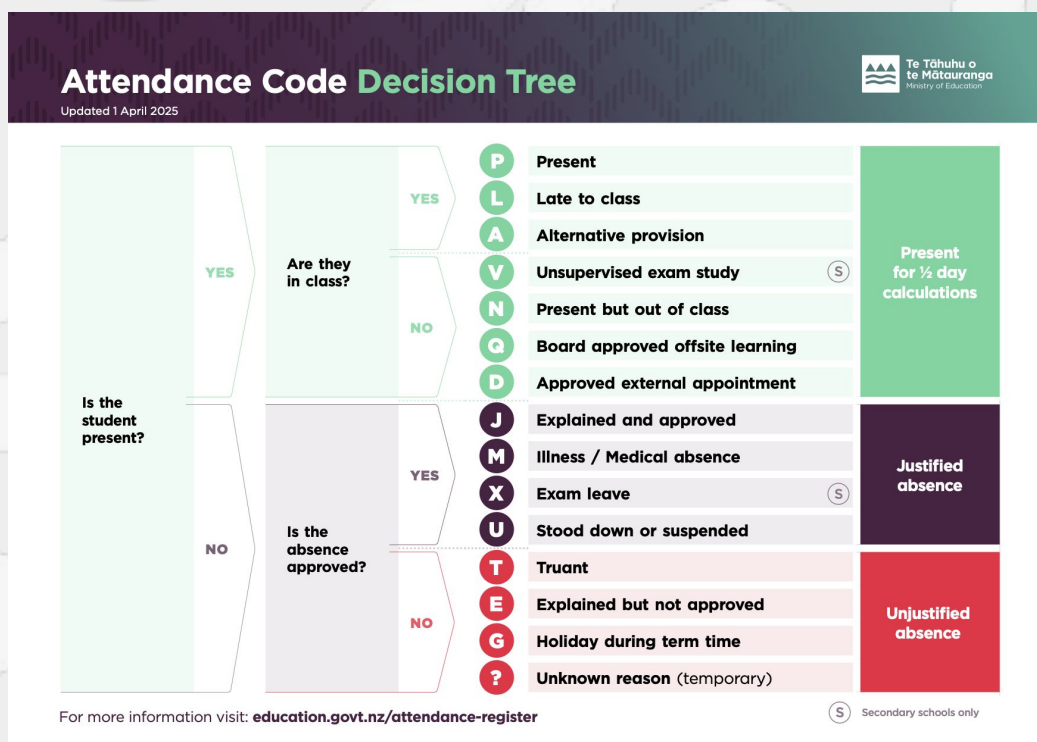 Attendance Code Decision Tree
Updated 1 April 2025
Te Tāhuhu o
te Mātauranga
Ministry of Education
Is the
student
present?
YES
NO
Are they
in class?
YES
NO
Is the
absence
approved?
YES
NO
P Present
L Late to class
A Alternative provision
V Unsupervised exam study S
N Present but out of class
Q Board approved offsite learning
D Approved external appointment
J Explained and approved
M Illness / Medical absence
X Exam leave S
U Stood down or suspended
T Truant
E Explained but not approved
G Holiday during term time
? Unknown reason (temporary)
Present
for ½ day
calculations
Justified
absence
Unjustified
absence
For more information visit: education.govt.nz/attendance-register
S Secondary schools only